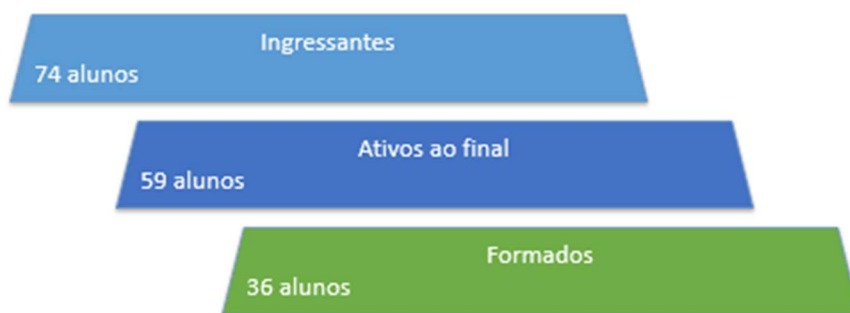 Ingressantes
74 alunos
Ativos ao final
59 alunos
Formados
36 alunos